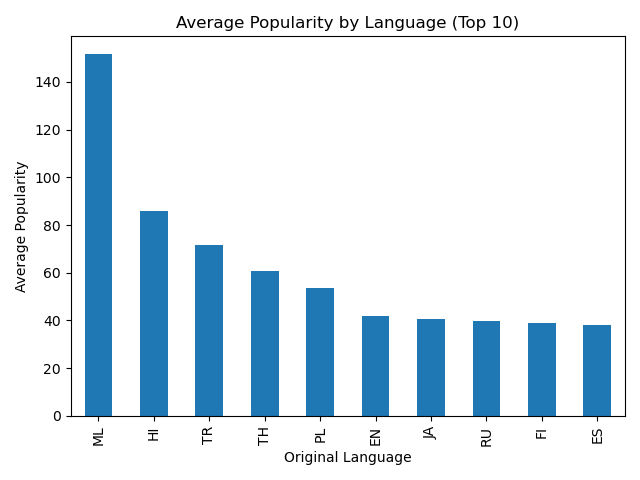 Average Popularity by Language (Top 10)
Average Popularity
140
120
100
80
60
40
20
0
ML
HI
TR
TH
PL
EN
JA
RU
FI
ES
Original Language